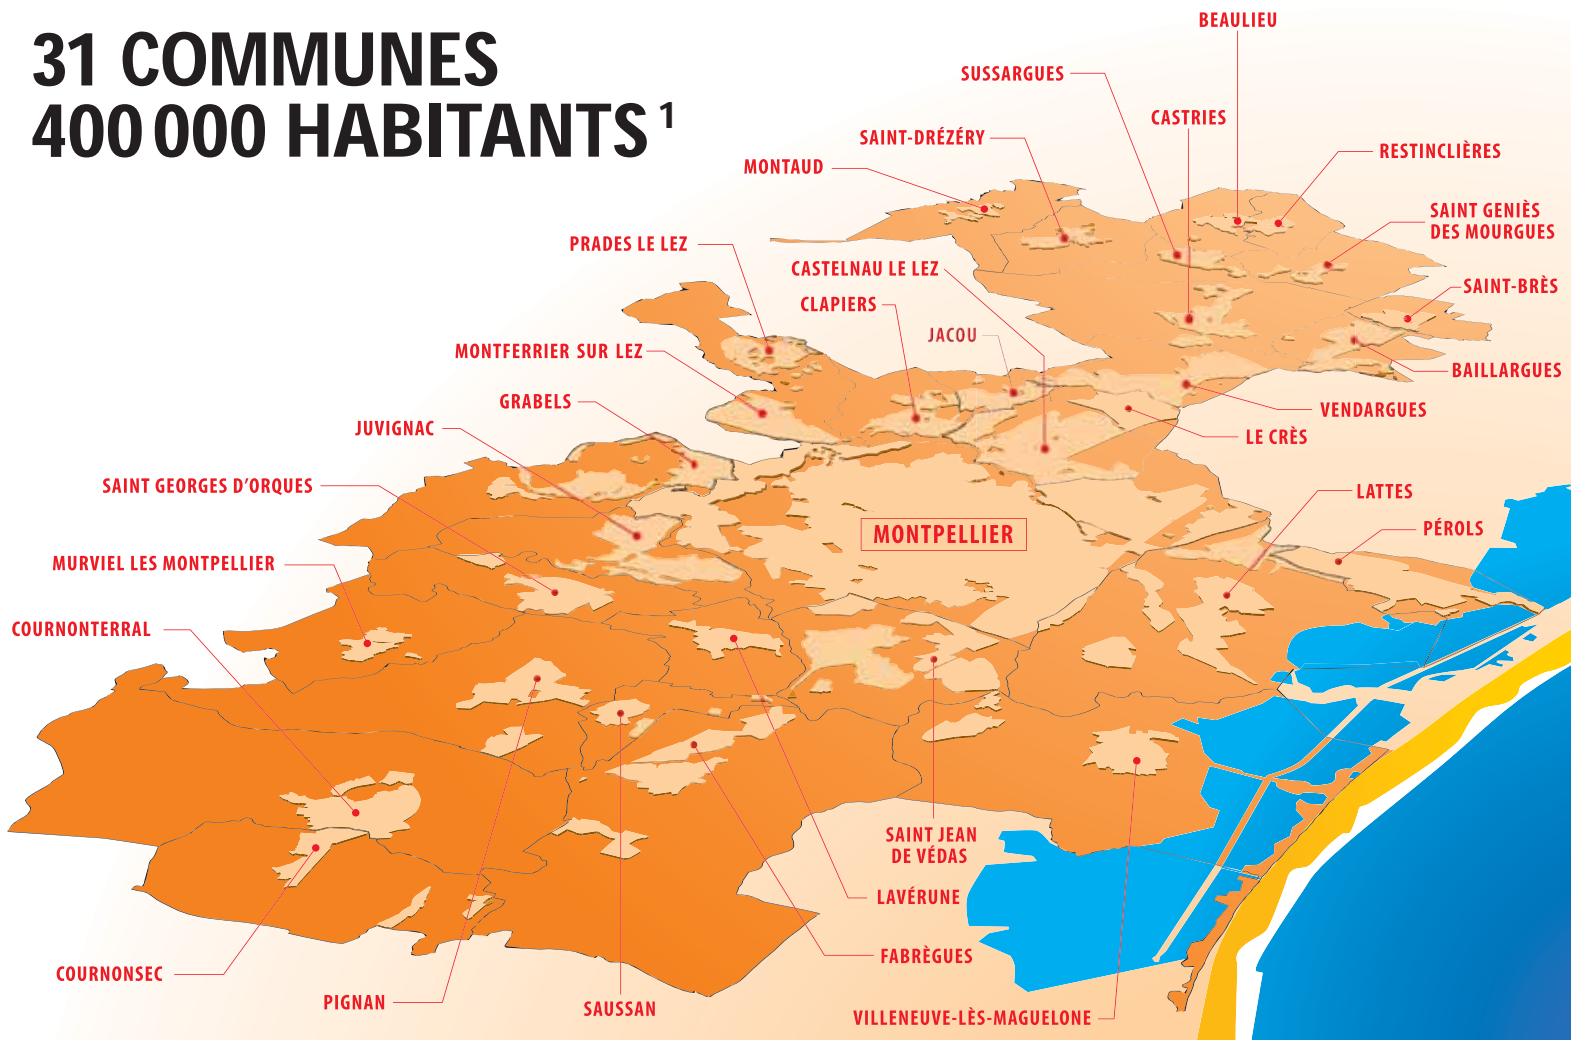 31 COMMUNES
400 000 HABITANTS 1
BEAULIEU
SUSSARGUES
CASTRIES
SAINT-DRÉZÉRY
RESTINCLIÈRES
MONTAUD
SAINT GENIÈS
DES MOURGUES
PRADES LE LEZ
CASTELNAU LE LEZ
SAINT-BRÈS
CLAPIERS
JACOU
MONTFERRIER SUR LEZ
BAILLARGUES
GRABELS
VENDARGUES
JUVIGNAC
LE CRÈS
SAINT GEORGES D'ORQUES
LATTES
MONTPELLIER
PÉROLS
MURVIEL LES MONTPELLIER
COURNONTERRAL
SAINT JEAN
DE VÉDAS
LAVÉRUNE
FABRÈGUES
COURNONSEC
PIGNAN
SAUSSAN
VILLENEUVE-LÈS-MAGUELONE